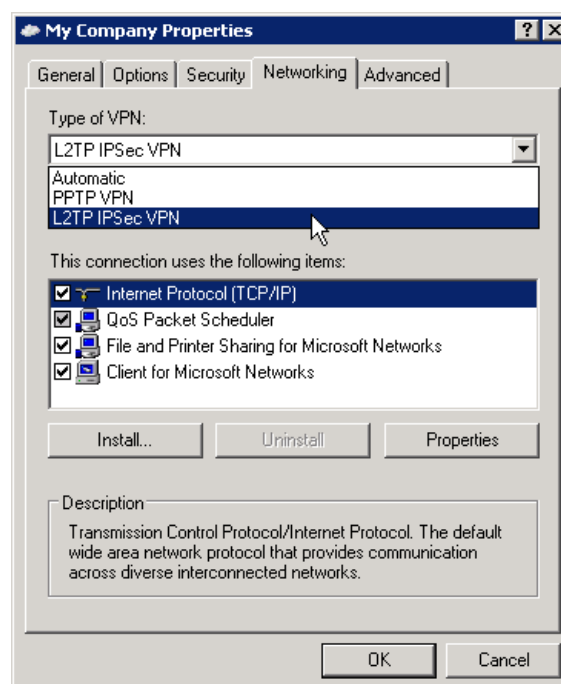 My Company Properties
General Options Security Networking Advanced
Type of VPN:
L2TP IPSec VPN
Automatic
PPTP VPN
L2TP IPSec VPN
This connection uses the following items:
Internet Protocol (TCP/IP)
QoS Packet Scheduler
File and Printer Sharing for Microsoft Networks
Client for Microsoft Networks
Install... Uninstall Properties
Description
Transmission Control Protocol/Internet Protocol. The default
wide area network protocol that provides communication
across diverse interconnected networks.
OK Cancel